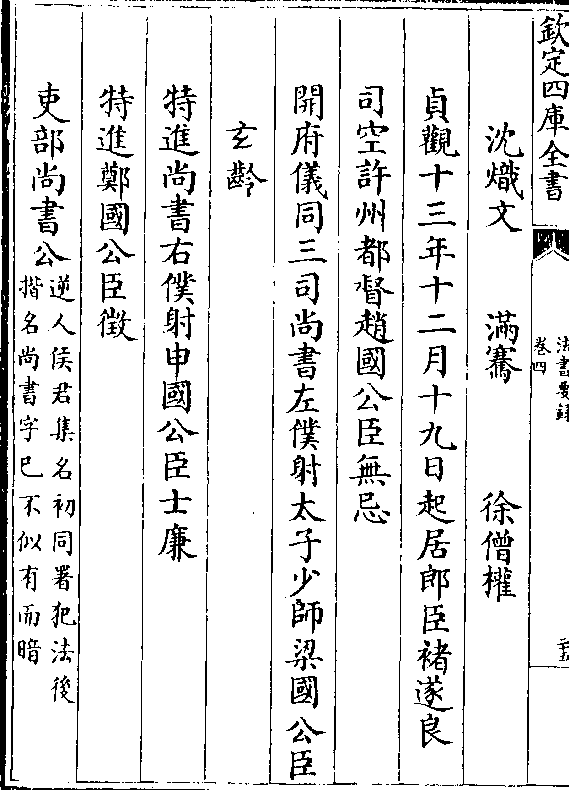 欽定四庫全書
法書要錄
卷四
沈熾文 滿騫 徐僧權
貞觀十三年十二月十九日起居郎臣褚遂良
司空許州都督趙國公臣無忌
開府儀同三司尚書左僕射太子少師梁國公臣
玄齡
特進尚書右僕射申國公臣士廉
特進鄭國公臣徵
吏部尚書公
逆人侯君集名初同署犯法後
揩名尚書字已不似有而暗